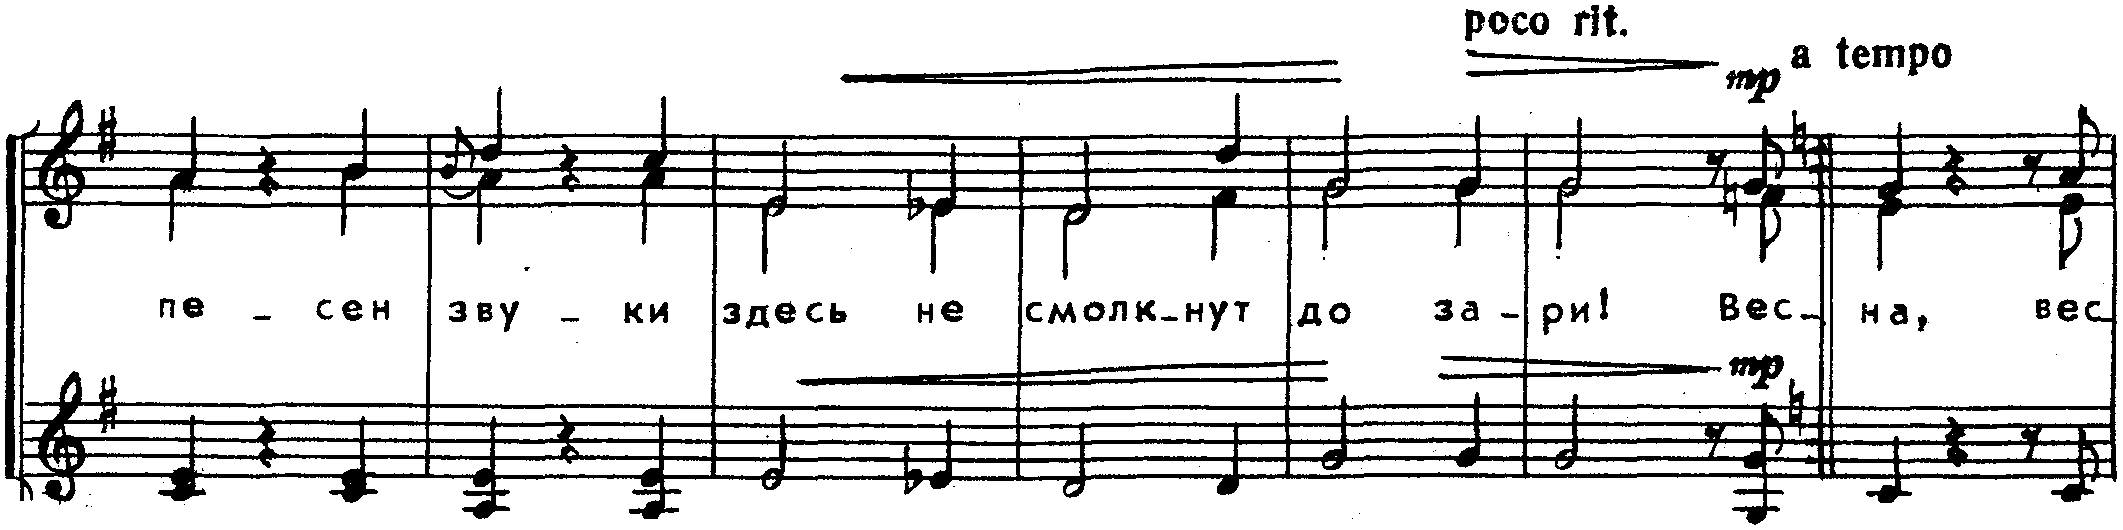 poco rit.
mp a tempo
пе - сен зву - ки здесь не смолк-нут до за - ри! Вес- на, вес-
mp